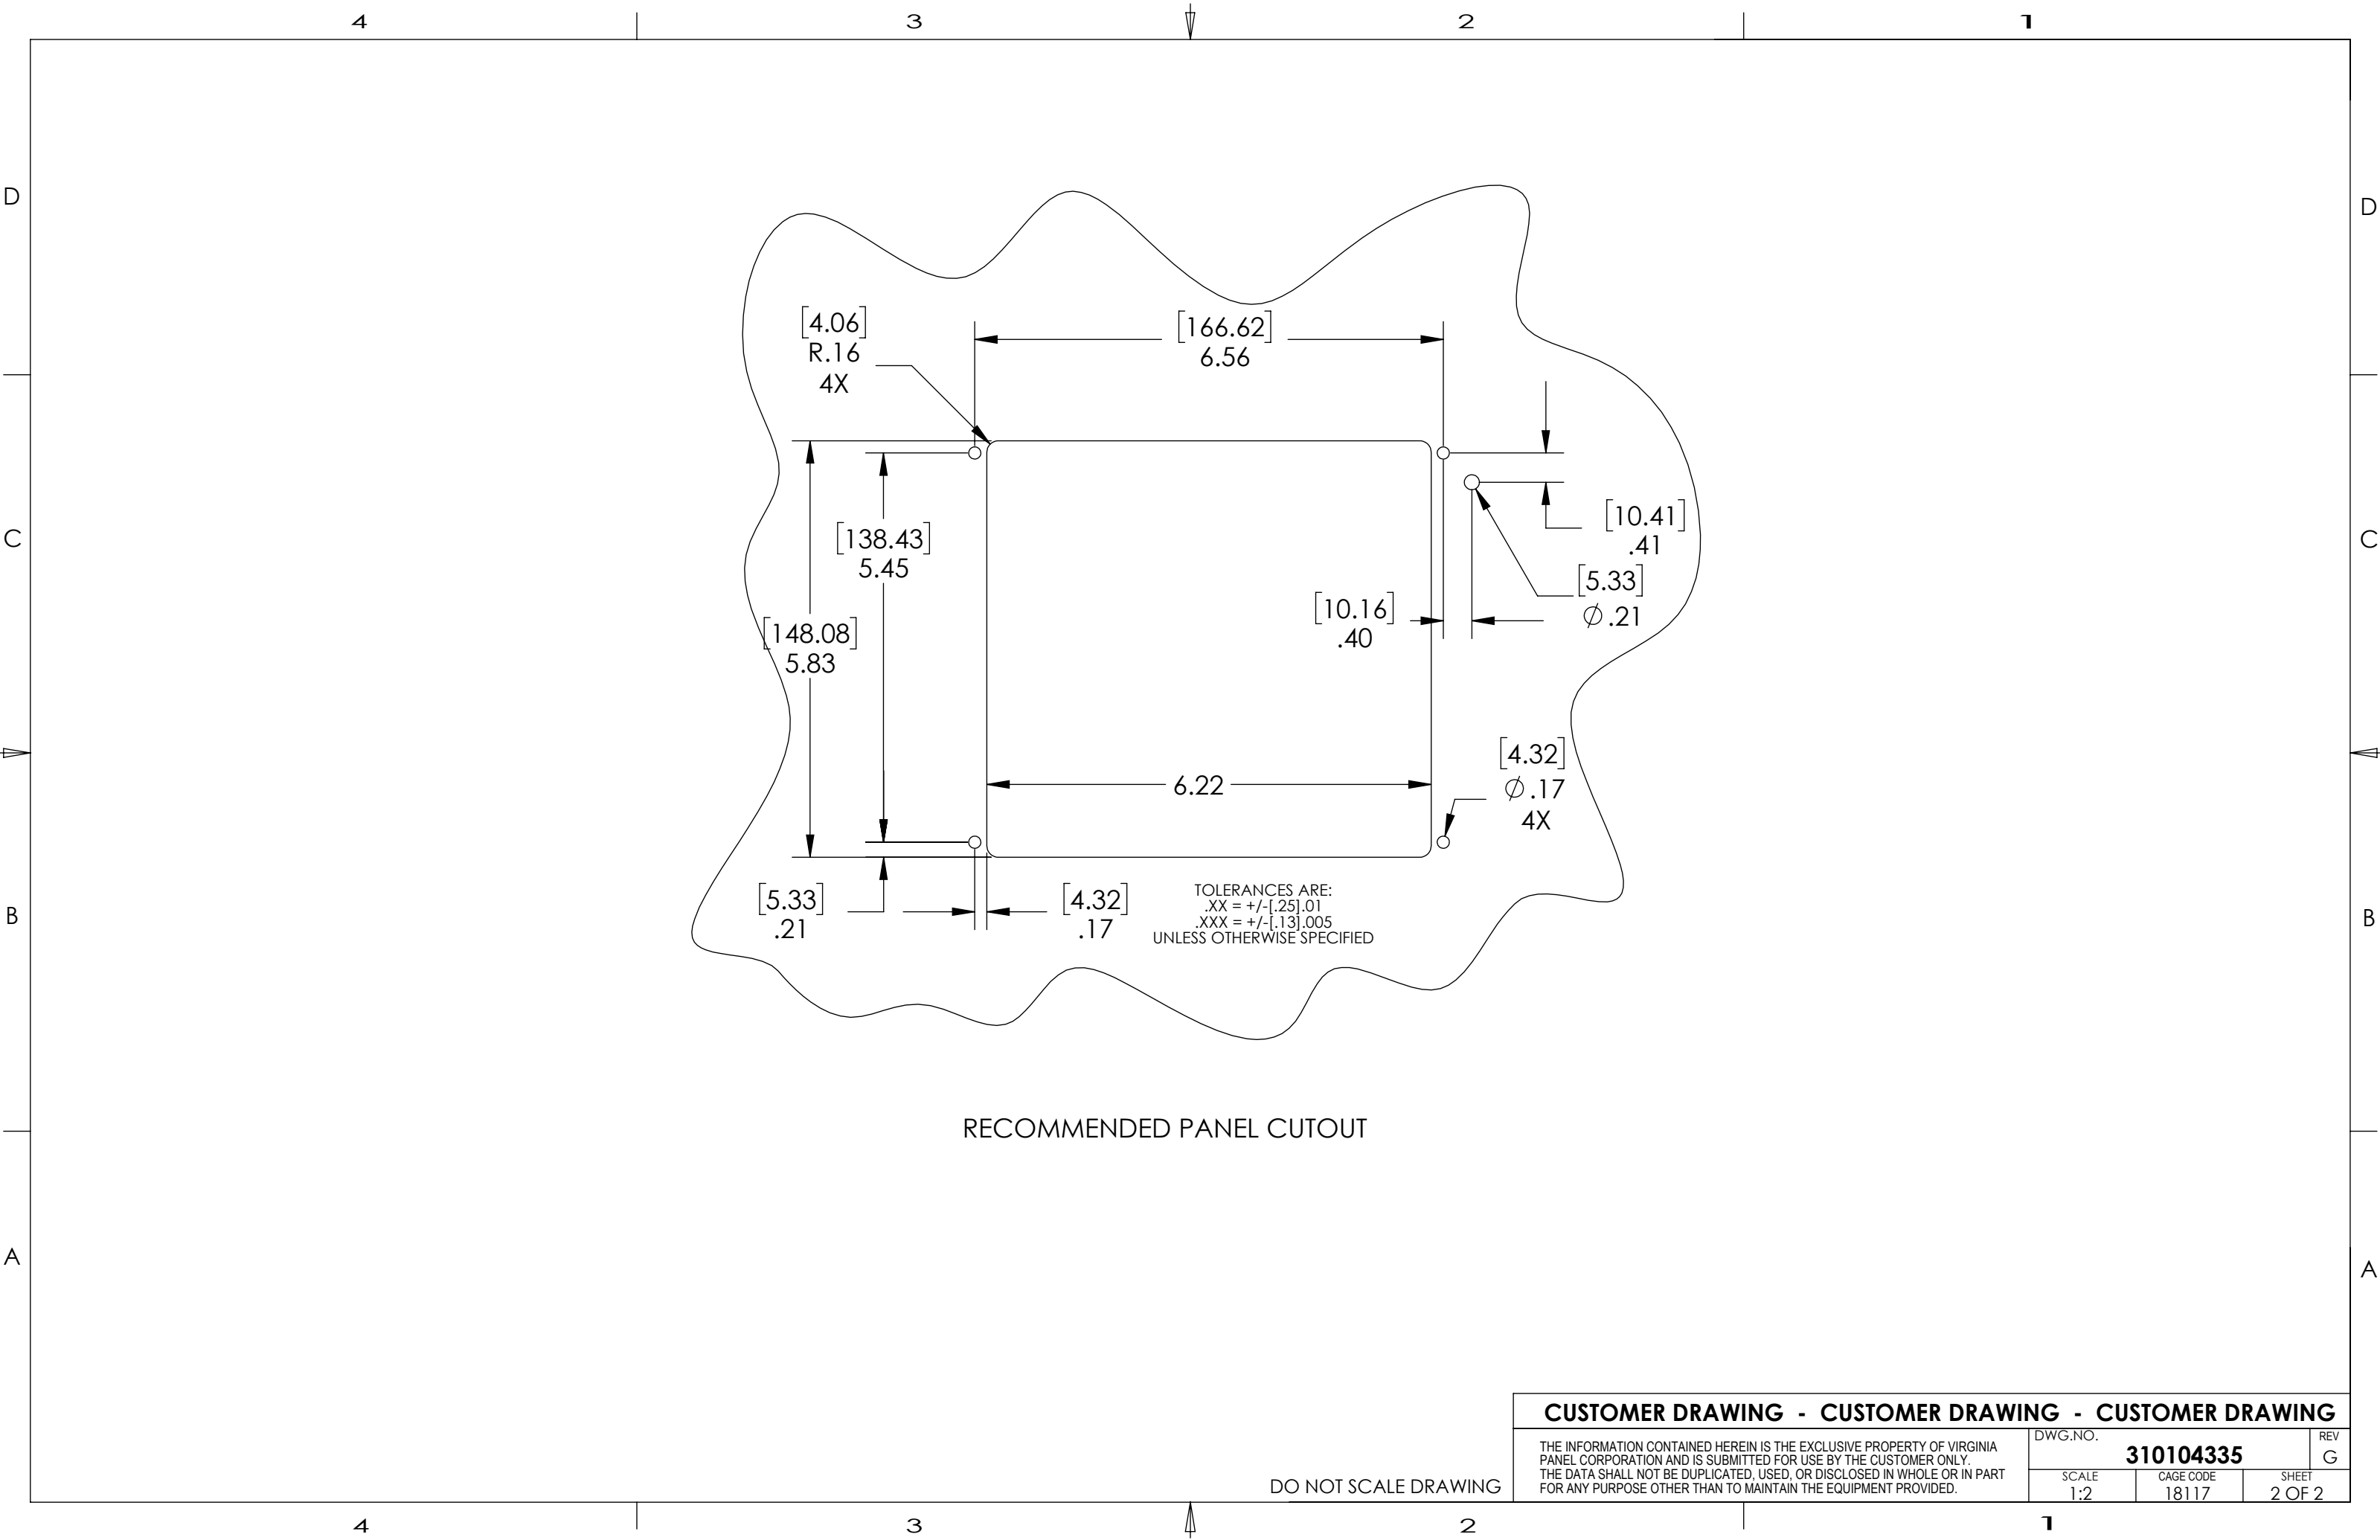 4 3 2 1
D D
[4.06]
R.16
4X
[166.62]
6.56
[10.41]
.41
C C
[138.43]
5.45
[5.33]
⌀ .21
[10.16]
.40
[148.08]
5.83
[4.32]
⌀ .17
4X
6.22
[5.33]
.21
[4.32]
.17
TOLERANCES ARE:
.XX = +/-[.25].01
.XXX = +/-[.13].005
UNLESS OTHERWISE SPECIFIED
B B
RECOMMENDED PANEL CUTOUT
A A
CUSTOMER DRAWING - CUSTOMER DRAWING - CUSTOMER DRAWING
THE INFORMATION CONTAINED HEREIN IS THE EXCLUSIVE PROPERTY OF VIRGINIA
PANEL CORPORATION AND IS SUBMITTED FOR USE BY THE CUSTOMER ONLY.
THE DATA SHALL NOT BE DUPLICATED, USED, OR DISCLOSED IN WHOLE OR IN PART
FOR ANY PURPOSE OTHER THAN TO MAINTAIN THE EQUIPMENT PROVIDED.
DWG.NO.
310104335
REV
G
SCALE
1:2
CAGE CODE
18117
SHEET
2 OF 2
DO NOT SCALE DRAWING
4 3 2 1